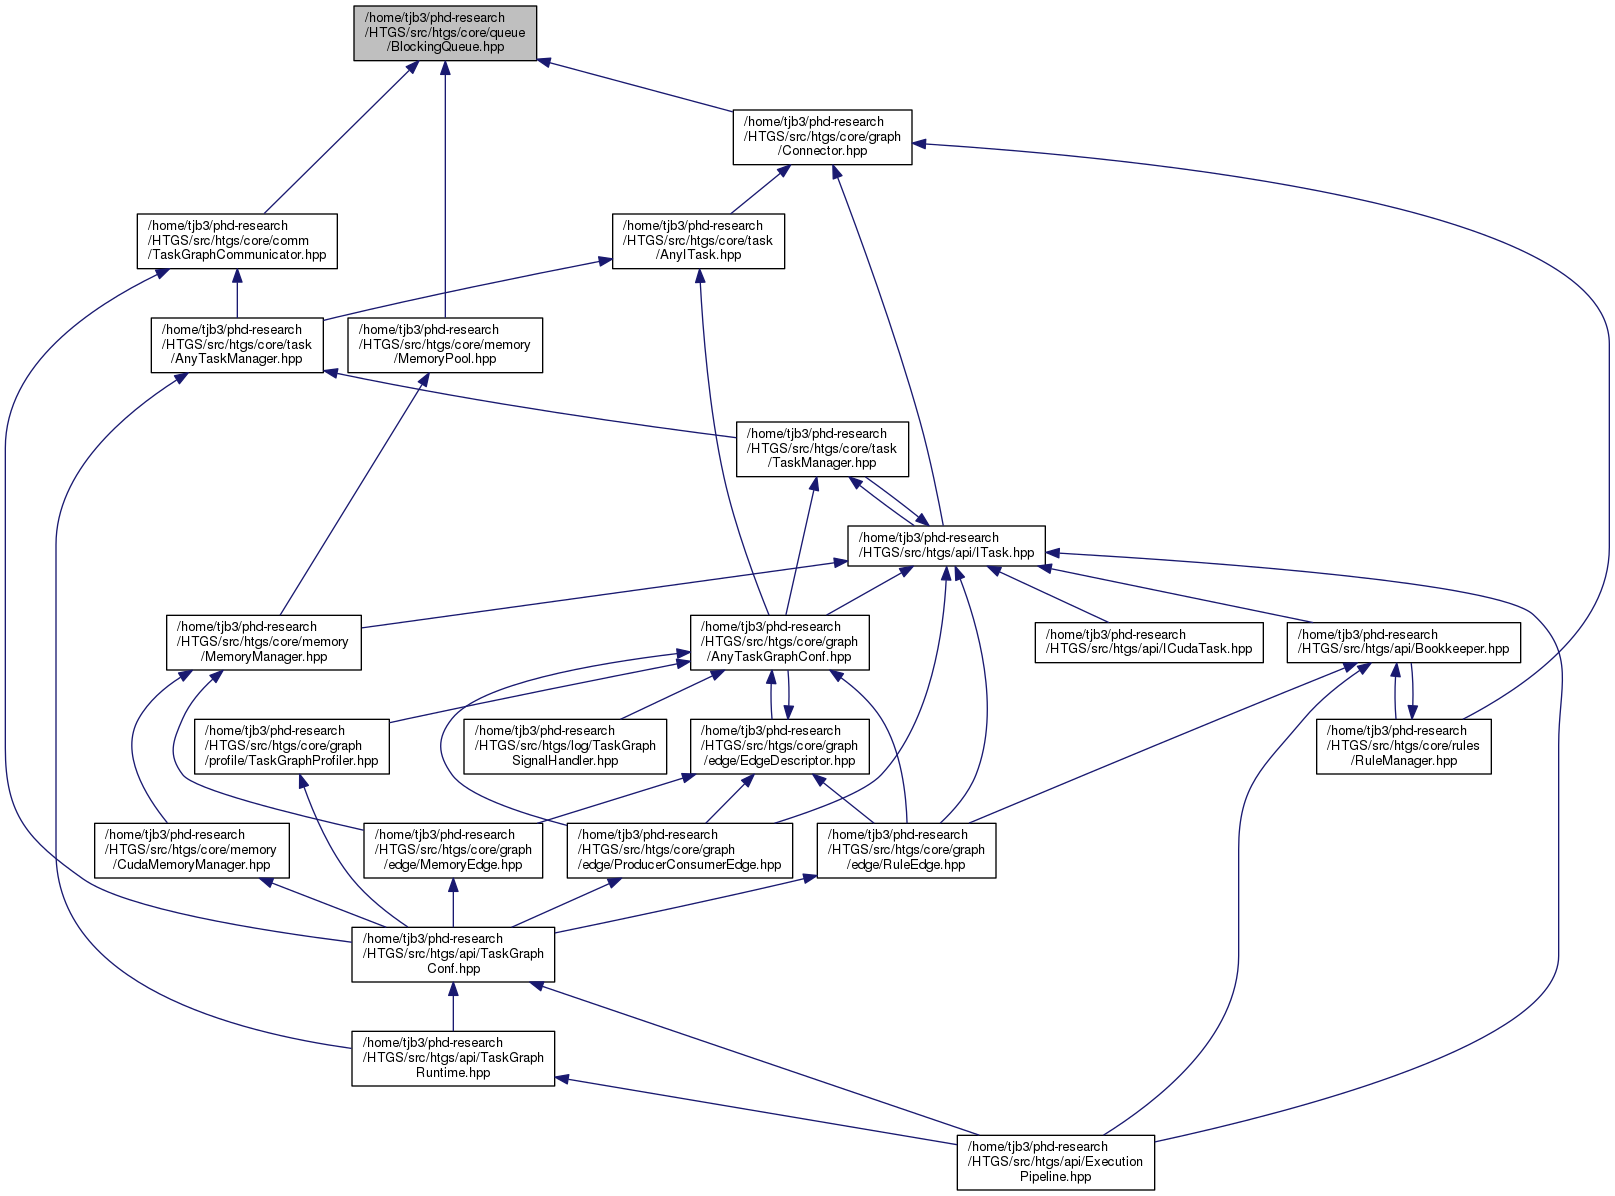 /home/tjb3/phd-research
/HTGS/src/htgs/core/queue
/BlockingQueue.hpp
/home/tjb3/phd-research
/HTGS/src/htgs/core/graph
/Connector.hpp
/home/tjb3/phd-research
/HTGS/src/htgs/core/comm
/TaskGraphCommunicator.hpp
/home/tjb3/phd-research
/HTGS/src/htgs/core/task
/AnyITask.hpp
/home/tjb3/phd-research
/HTGS/src/htgs/core/task
/AnyTaskManager.hpp
/home/tjb3/phd-research
/HTGS/src/htgs/core/memory
/MemoryPool.hpp
/home/tjb3/phd-research
/HTGS/src/htgs/core/task
/TaskManager.hpp
/home/tjb3/phd-research
/HTGS/src/htgs/api/ITask.hpp
/home/tjb3/phd-research
/HTGS/src/htgs/core/memory
/MemoryManager.hpp
/home/tjb3/phd-research
/HTGS/src/htgs/core/graph
/AnyTaskGraphConf.hpp
/home/tjb3/phd-research
/HTGS/src/htgs/api/ICudaTask.hpp
/home/tjb3/phd-research
/HTGS/src/htgs/api/Bookkeeper.hpp
/home/tjb3/phd-research
/HTGS/src/htgs/core/graph
/profile/TaskGraphProfiler.hpp
/home/tjb3/phd-research
/HTGS/src/htgs/log/TaskGraph
SignalHandler.hpp
/home/tjb3/phd-research
/HTGS/src/htgs/core/graph
/edge/EdgeDescriptor.hpp
/home/tjb3/phd-research
/HTGS/src/htgs/core/rules
/RuleManager.hpp
/home/tjb3/phd-research
/HTGS/src/htgs/core/memory
/CudaMemoryManager.hpp
/home/tjb3/phd-research
/HTGS/src/htgs/core/graph
/edge/MemoryEdge.hpp
/home/tjb3/phd-research
/HTGS/src/htgs/core/graph
/edge/ProducerConsumerEdge.hpp
/home/tjb3/phd-research
/HTGS/src/htgs/core/graph
/edge/RuleEdge.hpp
/home/tjb3/phd-research
/HTGS/src/htgs/api/TaskGraph
Conf.hpp
/home/tjb3/phd-research
/HTGS/src/htgs/api/TaskGraph
Runtime.hpp
/home/tjb3/phd-research
/HTGS/src/htgs/api/Execution
Pipeline.hpp